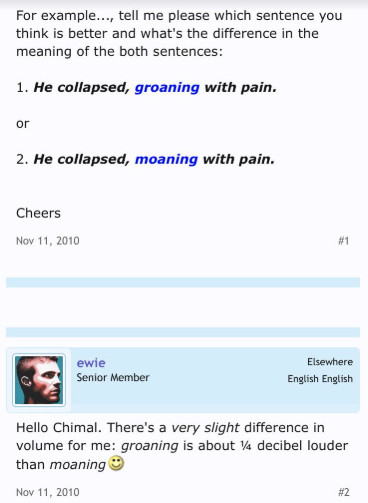 For example..., tell me please which sentence you
think is better and what's the difference in the
meaning of the both sentences:
1. He collapsed, groaning with pain.
or
2. He collapsed, moaning with pain.
Cheers
Nov 11, 2010 #1
ewie Elsewhere
Senior Member English English
Hello Chimal. There's a very slight difference in
volume for me: groaning is about ¼ decibel louder
than moaning
Nov 11, 2010 #2